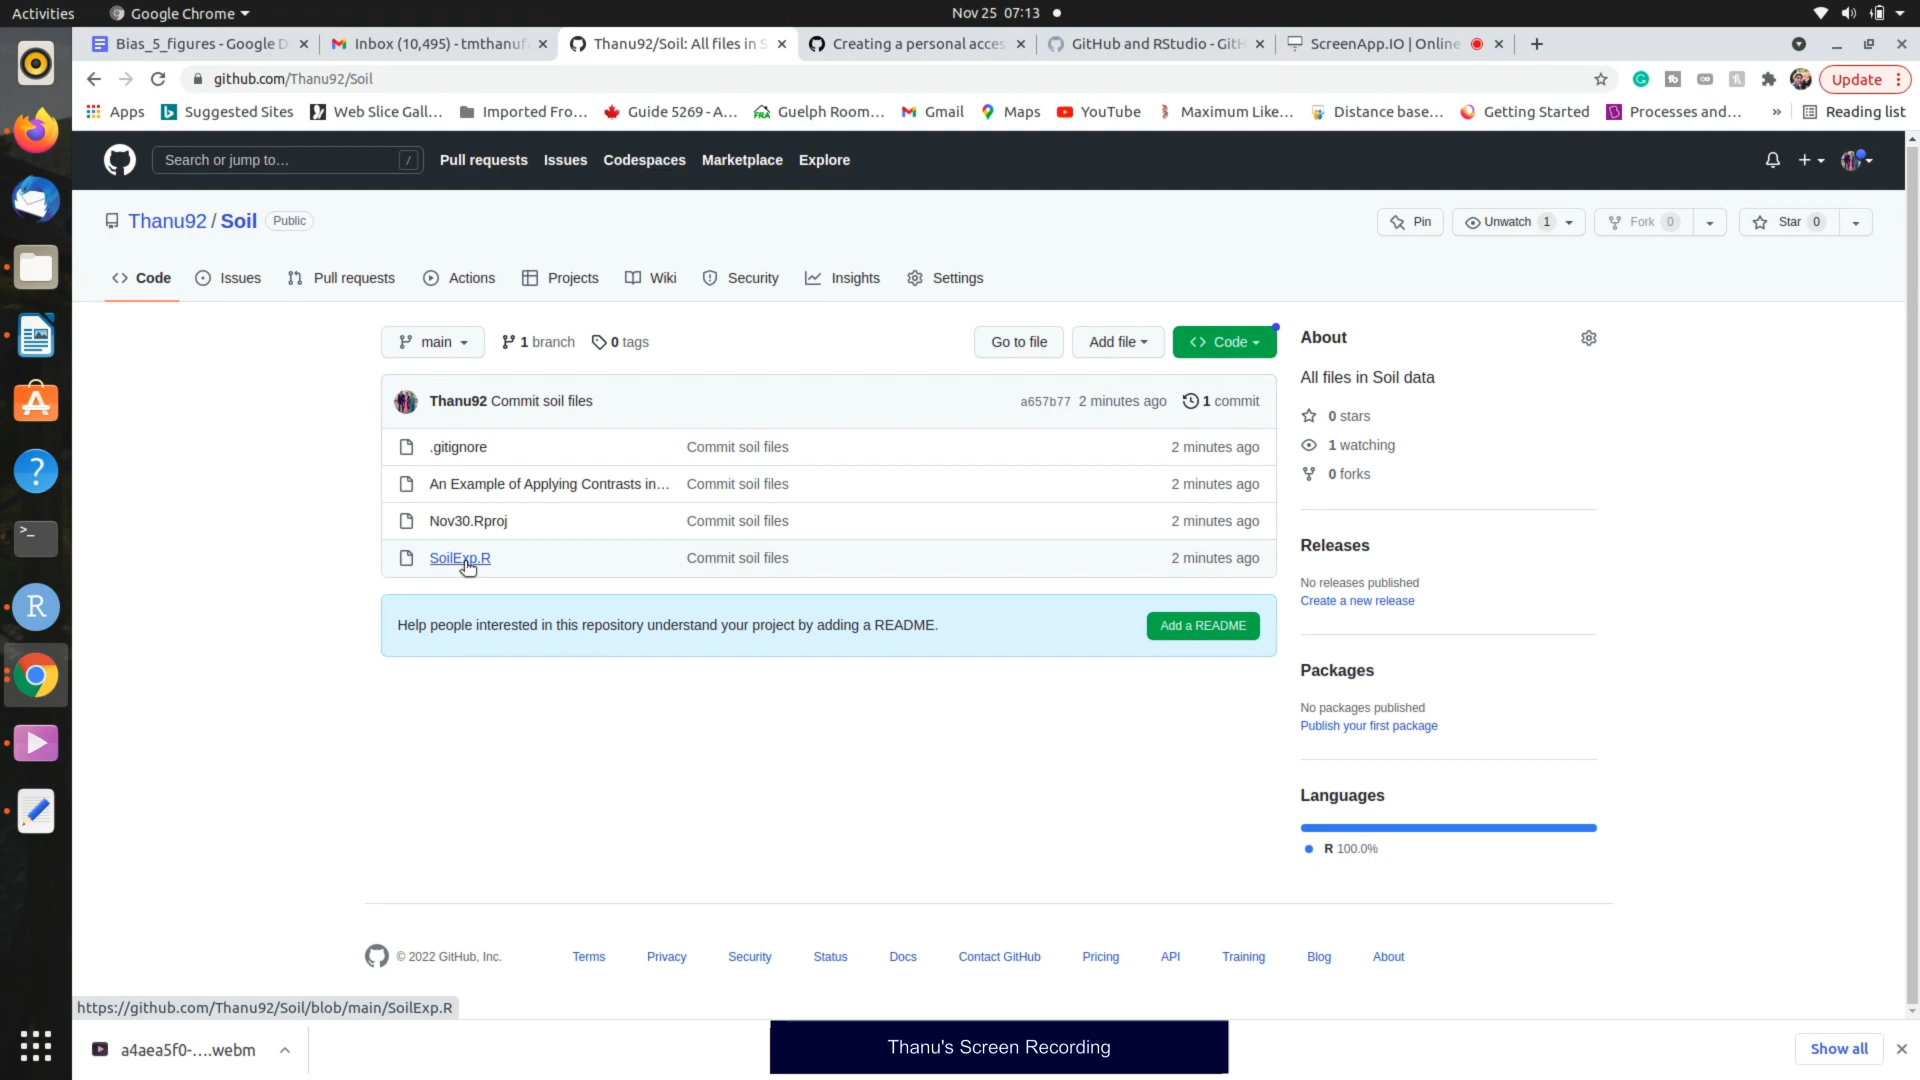 Activities
Google Chrome
Nov 25 07:13
Bias_5_figures - Google D
Inbox (10,495) - tmthanuf
Thanu92/Soil: All files in S
Creating a personal acces
GitHub and RStudio - GitH
ScreenApp.IO | Online
github.com/Thanu92/Soil
Update
Apps
Suggested Sites
Web Slice Gall...
Imported Fro...
Guide 5269 - A...
Guelph Room...
Gmail
Maps
YouTube
Maximum Like...
Distance base...
Getting Started
Processes and...
»
Reading list
Search or jump to...
/
Pull requests
Issues
Codespaces
Marketplace
Explore
Thanu92 / Soil
Public
Pin
Unwatch 1
Fork 0
Star 0
Code
Issues
Pull requests
Actions
Projects
Wiki
Security
Insights
Settings
main
1 branch
0 tags
Go to file
Add file
Code
Thanu92 Commit soil files
a657b77 2 minutes ago
1 commit
.gitignore
Commit soil files
2 minutes ago
An Example of Applying Contrasts in...
Commit soil files
2 minutes ago
Nov30.Rproj
Commit soil files
2 minutes ago
SoilExp.R
Commit soil files
2 minutes ago
Help people interested in this repository understand your project by adding a README.
Add a README
About
All files in Soil data
0 stars
1 watching
0 forks
Releases
No releases published
Create a new release
Packages
No packages published
Publish your first package
Languages
R 100.0%
© 2022 GitHub, Inc.
Terms
Privacy
Security
Status
Docs
Contact GitHub
Pricing
API
Training
Blog
About
https://github.com/Thanu92/Soil/blob/main/SoilExp.R
a4aea5f0-....webm
Thanu's Screen Recording
Show all